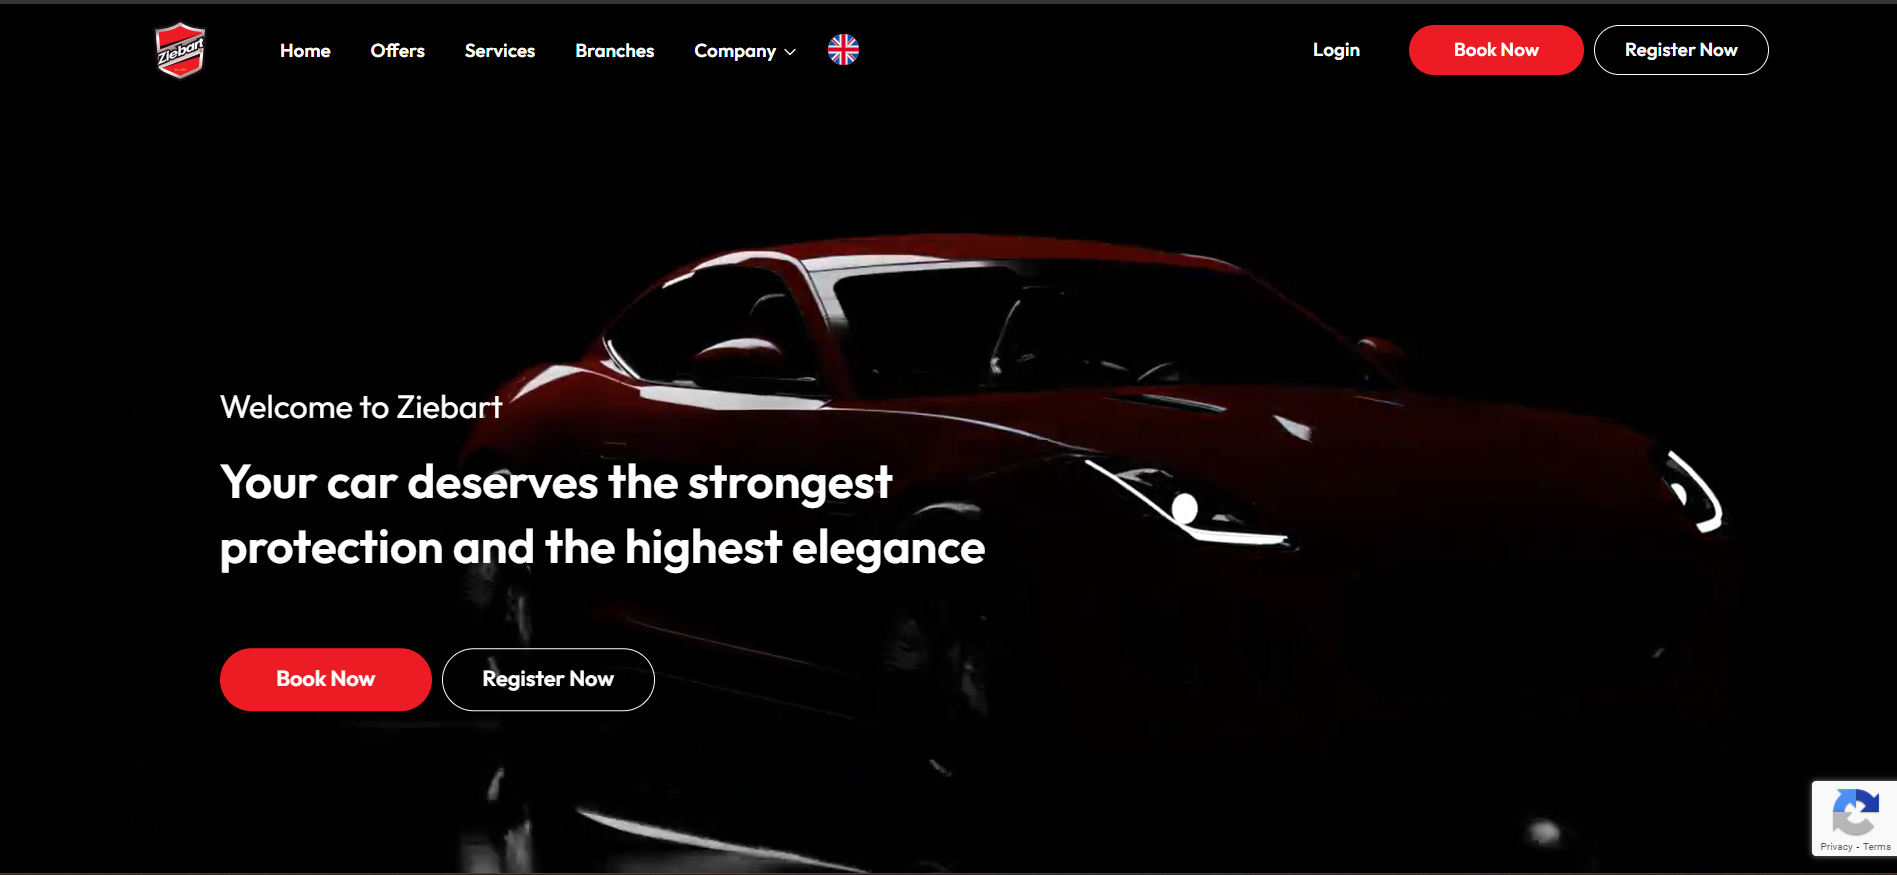 Ziebart
Home
Offers
Services
Branches
Company
Login
Book Now
Register Now
Welcome to Ziebart
Your car deserves the strongest
protection and the highest elegance
Book Now
Register Now
Privacy - Terms